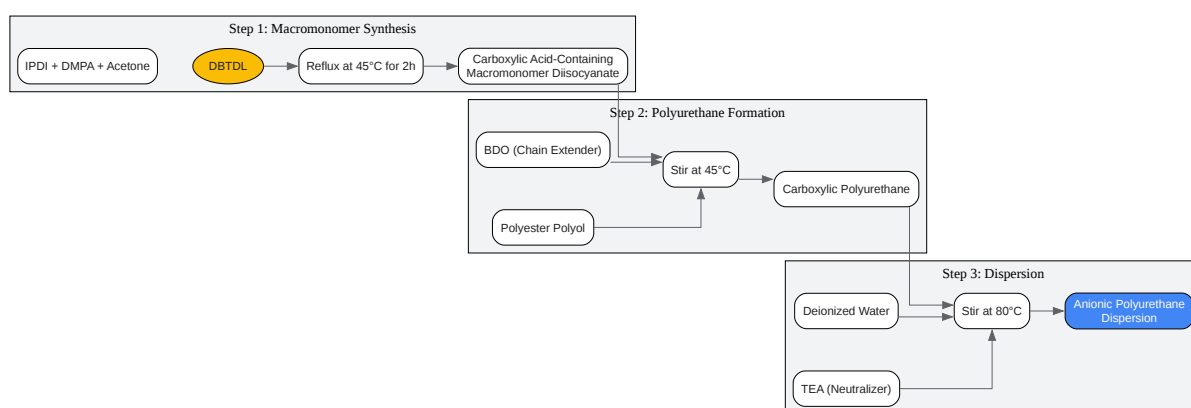 Step 1: Macromonomer Synthesis
IPDI + DMPA + Acetone
DBTDL
Reflux at 45°C for 2h
Carboxylic Acid-Containing
Macromonomer Diisocyanate
Step 2: Polyurethane Formation
BDO (Chain Extender)
Stir at 45°C
Carboxylic Polyurethane
Polyester Polyol
Step 3: Dispersion
Deionized Water
Stir at 80°C
Anionic Polyurethane
Dispersion
TEA (Neutralizer)